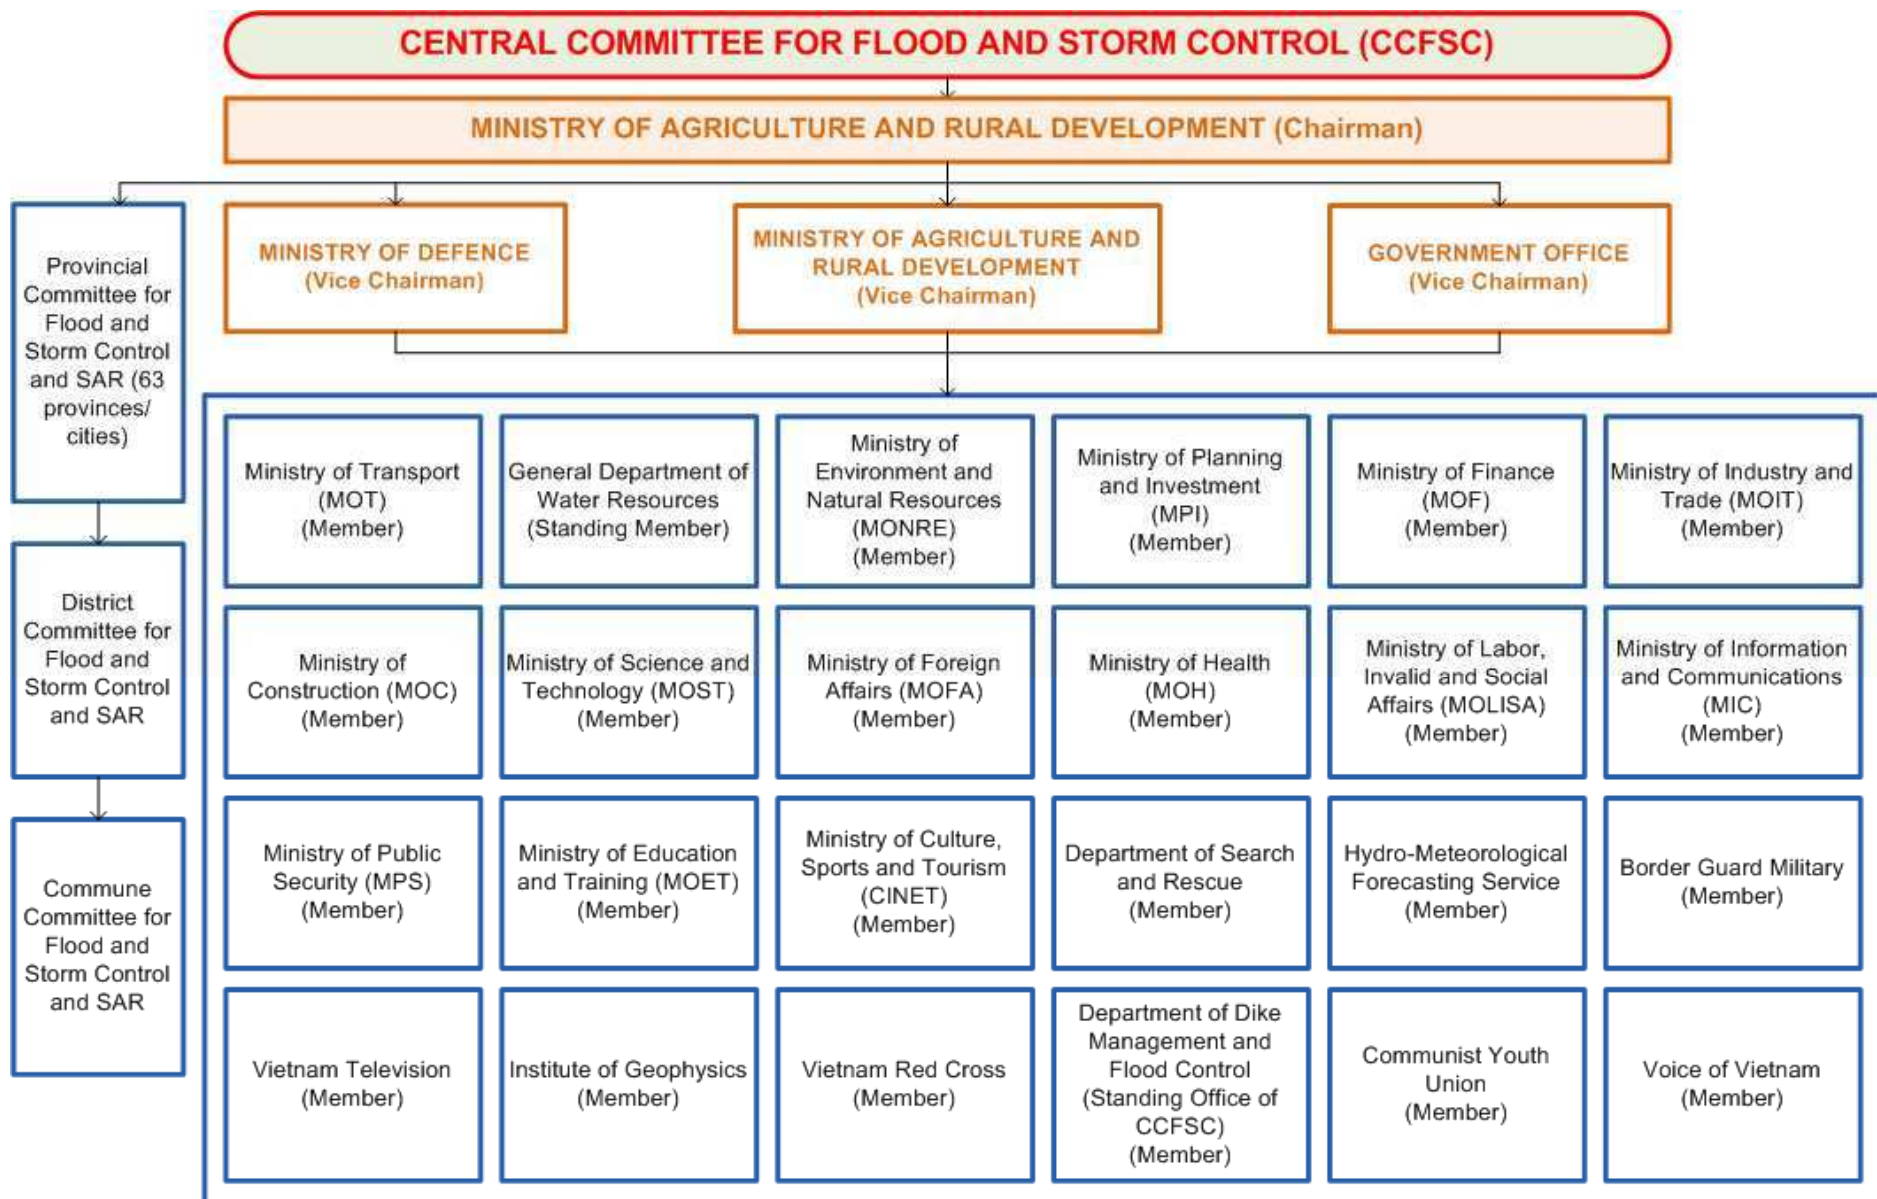 CENTRAL COMMITTEE FOR FLOOD AND STORM CONTROL (CCFSC)
MINISTRY OF AGRICULTURE AND RURAL DEVELOPMENT (Chairman)
Provincial
Committee for
Flood and
Storm Control
and SAR (63
provinces/
cities)
District
Committee for
Flood and
Storm Control
and SAR
Commune
Committee for
Flood and
Storm Control
and SAR
MINISTRY OF DEFENCE
(Vice Chairman)
MINISTRY OF AGRICULTURE AND
RURAL DEVELOPMENT
(Vice Chairman)
GOVERNMENT OFFICE
(Vice Chairman)
Ministry of Transport
(MOT)
(Member)
General Department of
Water Resources
(Standing Member)
Ministry of
Environment and
Natural Resources
(MONRE)
(Member)
Ministry of Planning
and Investment
(MPI)
(Member)
Ministry of Finance
(MOF)
(Member)
Ministry of Industry and
Trade (MOIT)
(Member)
Ministry of
Construction (MOC)
(Member)
Ministry of Science and
Technology (MOST)
(Member)
Ministry of Foreign
Affairs (MOFA)
(Member)
Ministry of Health
(MOH)
(Member)
Ministry of Labor,
Invalid and Social
Affairs (MOLISA)
(Member)
Ministry of Information
and Communications
(MIC)
(Member)
Ministry of Public
Security (MPS)
(Member)
Ministry of Education
and Training (MOET)
(Member)
Ministry of Culture,
Sports and Tourism
(CINET)
(Member)
Department of Search
and Rescue
(Member)
Hydro-Meteorological
Forecasting Service
(Member)
Border Guard Military
(Member)
Vietnam Television
(Member)
Institute of Geophysics
(Member)
Vietnam Red Cross
(Member)
Department of Dike
Management and
Flood Control
(Standing Office of
CCFSC)
(Member)
Communist Youth
Union
(Member)
Voice of Vietnam
(Member)